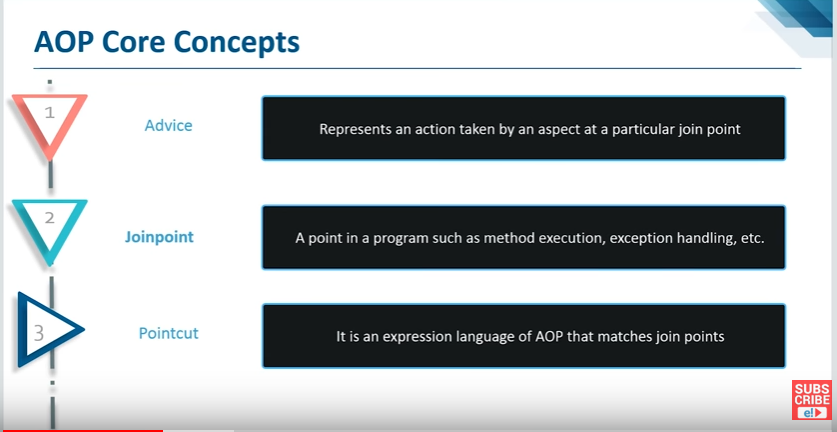 AOP Core Concepts
1
Advice
Represents an action taken by an aspect at a particular join point
2
Joinpoint
A point in a program such as method execution, exception handling, etc.
3
Pointcut
It is an expression language of AOP that matches join points
SUBS
CRIBE
e!